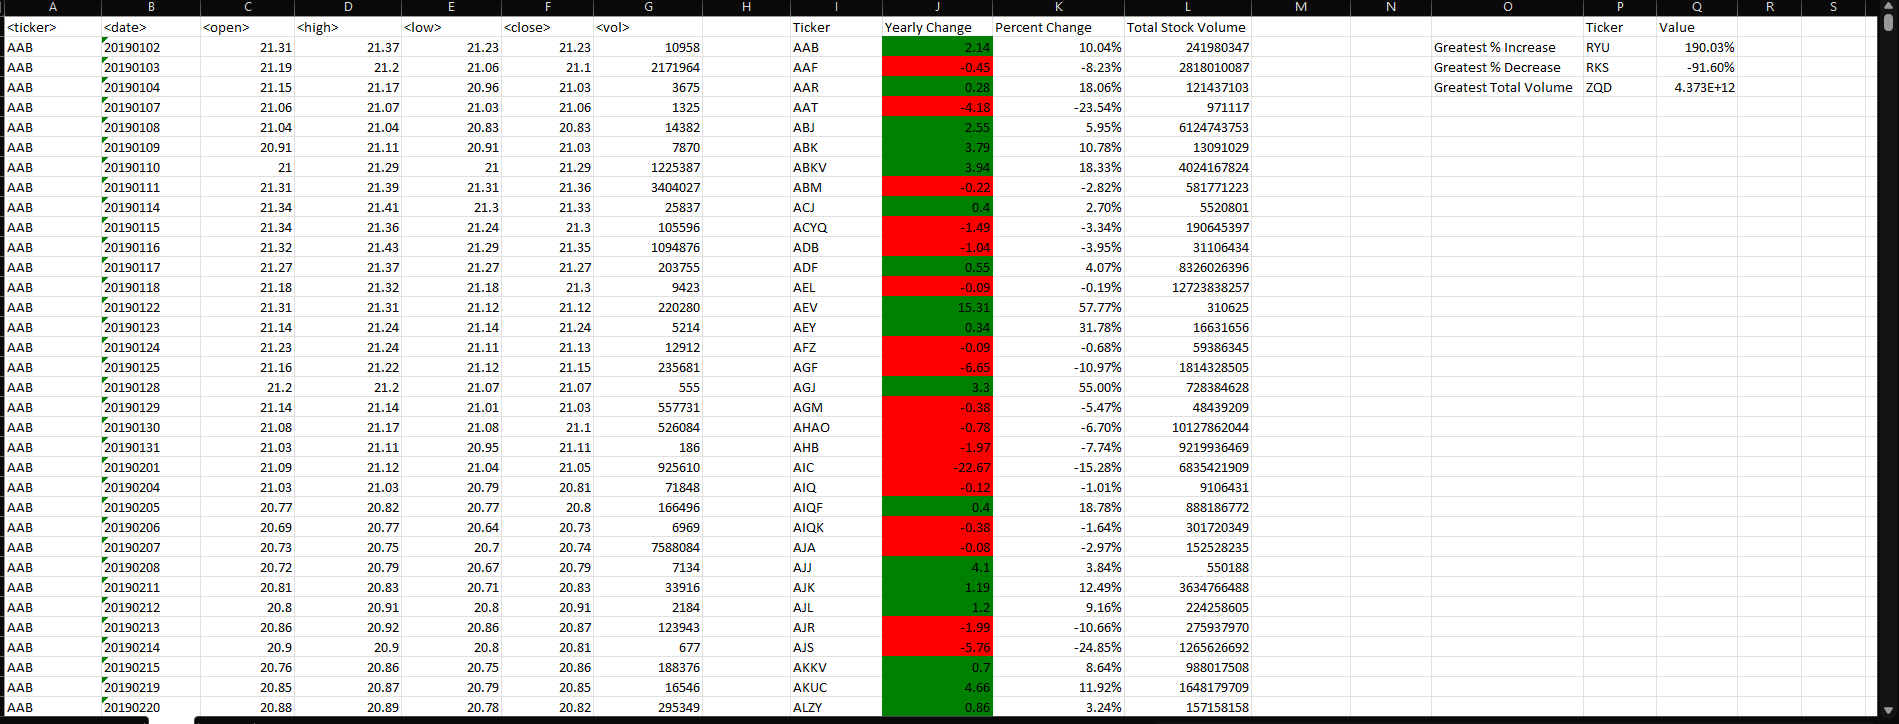 A B C D E F G H I J K L M N O P Q R S
<ticker> <date> <open> <high> <low> <close> <vol> Ticker Yearly Change Percent Change Total Stock Volume Ticker Value
AAB 20190102 21.31 21.37 21.23 21.23 10958 AAB 2.14 10.04% 241980347 Greatest % Increase RYU 190.03%
AAB 20190103 21.19 21.2 21.06 21.1 2171964 AAF -0.45 -8.23% 2818010087 Greatest % Decrease RKS -91.60%
AAB 20190104 21.15 21.17 20.96 21.03 3675 AAR 0.28 18.06% 121437103 Greatest Total Volume ZQD 4.373E+12
AAB 20190107 21.06 21.07 21.03 21.06 1325 AAT -4.18 -23.54% 971117
AAB 20190108 21.04 21.04 20.83 20.83 14382 ABJ 2.55 5.95% 6124743753
AAB 20190109 20.91 21.11 20.91 21.03 7870 ABK 3.79 10.78% 13091029
AAB 20190110 21 21.29 21 21.29 1225387 ABKV 3.94 18.33% 4024167824
AAB 20190111 21.31 21.39 21.31 21.36 3404027 ABM -0.22 -2.82% 581771223
AAB 20190114 21.34 21.41 21.3 21.33 25837 ACJ 0.4 2.70% 5520801
AAB 20190115 21.34 21.36 21.24 21.3 105596 ACYQ -1.49 -3.34% 190645397
AAB 20190116 21.32 21.43 21.29 21.35 1094876 ADB -1.04 -3.95% 31106434
AAB 20190117 21.27 21.37 21.27 21.27 203755 ADF 0.55 4.07% 8326026396
AAB 20190118 21.18 21.32 21.18 21.3 9423 AEL -0.09 -0.19% 12723838257
AAB 20190122 21.31 21.31 21.12 21.12 220280 AEV 15.31 57.77% 310625
AAB 20190123 21.14 21.24 21.14 21.24 5214 AEY 0.34 31.78% 16631656
AAB 20190124 21.23 21.24 21.11 21.13 12912 AFZ -0.09 -0.68% 59386345
AAB 20190125 21.16 21.22 21.12 21.15 235681 AGF -6.65 -10.97% 1814328505
AAB 20190128 21.2 21.2 21.07 21.07 555 AGJ 3.3 55.00% 728384628
AAB 20190129 21.14 21.14 21.01 21.03 557731 AGM -0.38 -5.47% 48439209
AAB 20190130 21.08 21.17 21.08 21.1 526084 AHAO -0.78 -6.70% 10127862044
AAB 20190131 21.03 21.11 20.95 21.11 186 AHB -1.97 -7.74% 9219936469
AAB 20190201 21.09 21.12 21.04 21.05 925610 AIC -22.67 -15.28% 6835421909
AAB 20190204 21.03 21.03 20.79 20.81 71848 AIQ -0.12 -1.01% 9106431
AAB 20190205 20.77 20.82 20.77 20.8 166496 AIQF 0.4 18.78% 888186772
AAB 20190206 20.69 20.77 20.64 20.73 6969 AIQK -0.38 -1.64% 301720349
AAB 20190207 20.73 20.75 20.7 20.74 7588084 AJA -0.08 -2.97% 152528235
AAB 20190208 20.72 20.79 20.67 20.79 7134 AJJ 4.1 3.84% 550188
AAB 20190211 20.81 20.83 20.71 20.83 33916 AJK 1.19 12.49% 3634766488
AAB 20190212 20.8 20.91 20.8 20.91 2184 AJL 1.2 9.16% 224258605
AAB 20190213 20.86 20.92 20.86 20.87 123943 AJR -1.99 -10.66% 275937970
AAB 20190214 20.9 20.9 20.8 20.81 677 AJS -5.76 -24.85% 1265626692
AAB 20190215 20.76 20.86 20.75 20.86 188376 AKKV 0.7 8.64% 988017508
AAB 20190219 20.85 20.87 20.79 20.85 16546 AKUC 4.66 11.92% 1648179709
AAB 20190220 20.88 20.89 20.78 20.82 295349 ALZY 0.86 3.24% 157158158